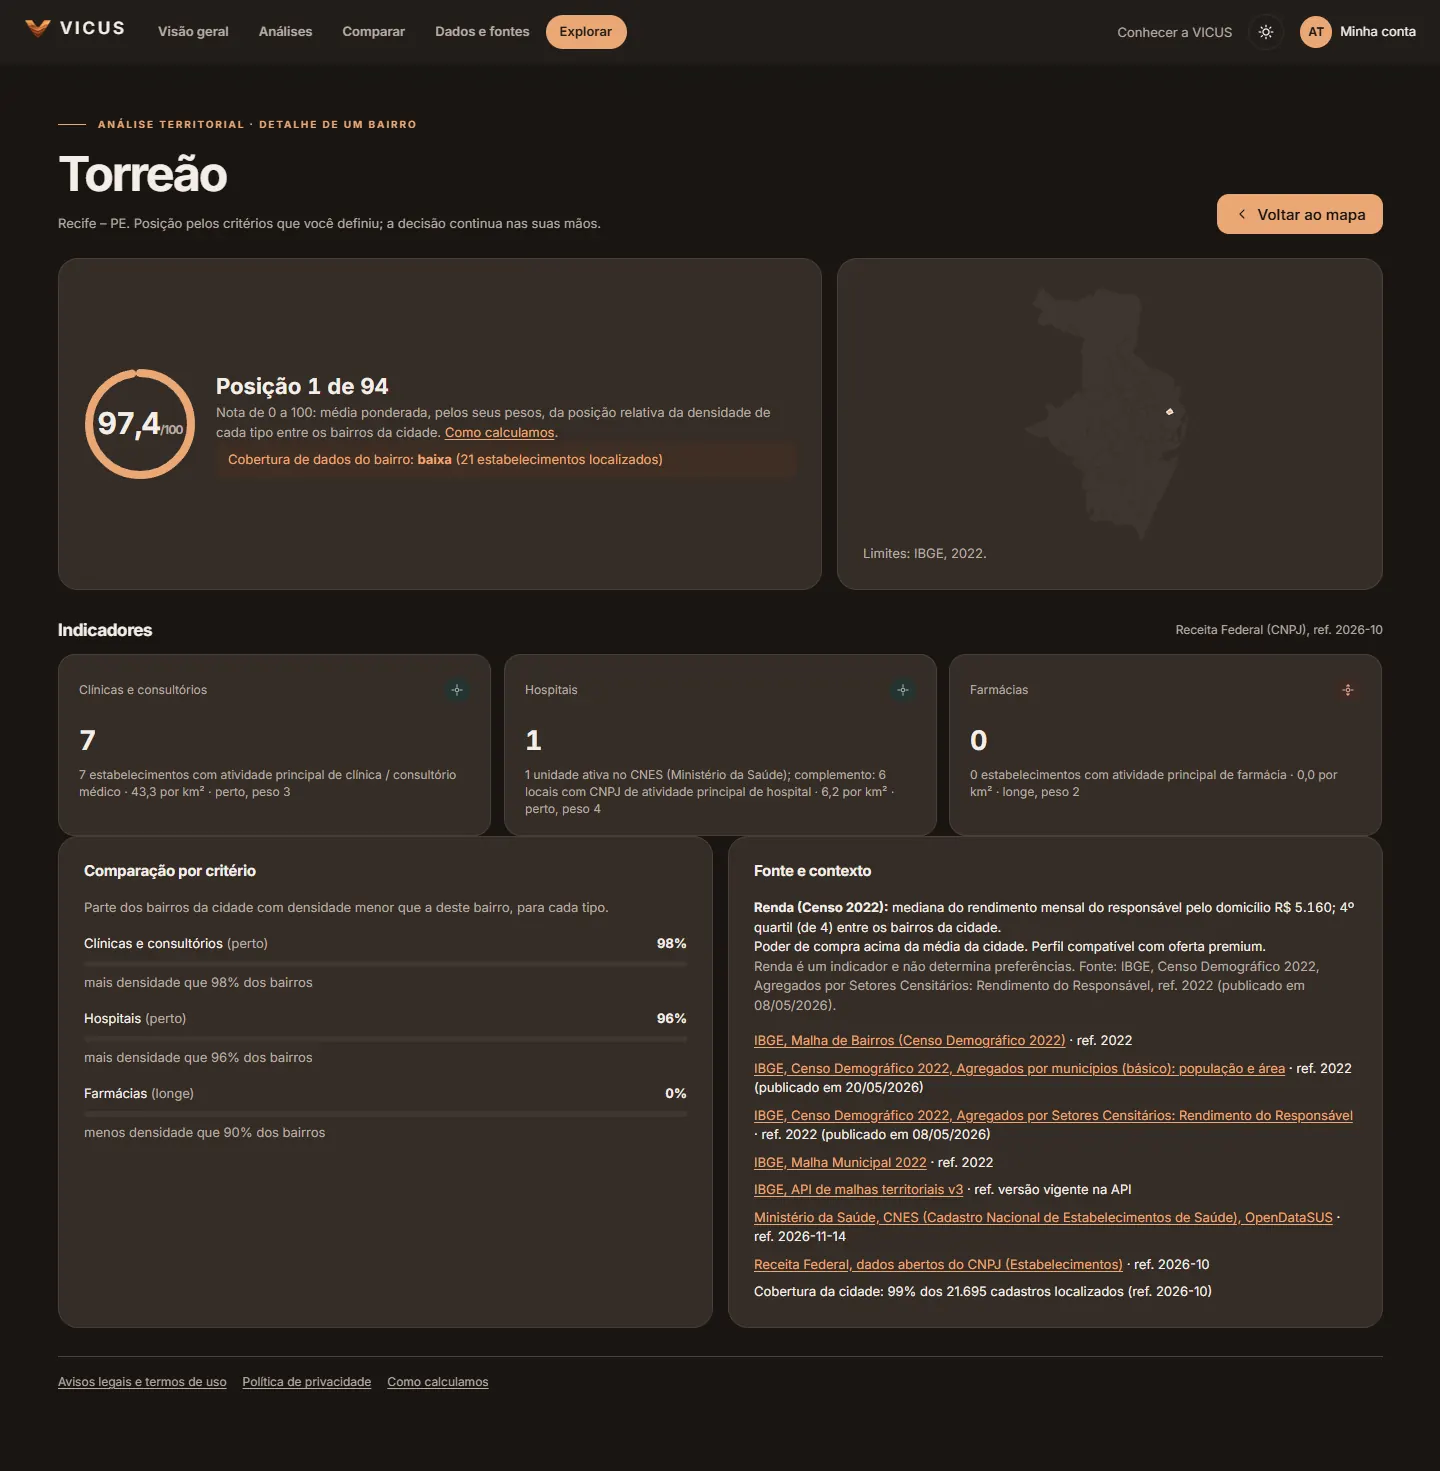 VICUS
Visão geral
Análises
Comparar
Dados e fontes
Explorar
Conhecer a VICUS
AT
Minha conta
ANÁLISE TERRITORIAL · DETALHE DE UM BAIRRO
Torreão
Recife – PE. Posição pelos critérios que você definiu; a decisão continua nas suas mãos.
Voltar ao mapa
97,4/100
Posição 1 de 94
Nota de 0 a 100: média ponderada, pelos seus pesos, da posição relativa da densidade de
cada tipo entre os bairros da cidade. Como calculamos.
Cobertura de dados do bairro: baixa (21 estabelecimentos localizados)
Limites: IBGE, 2022.
Indicadores
Receita Federal (CNPJ), ref. 2026-10
Clínicas e consultórios
7
7 estabelecimentos com atividade principal de clínica / consultório
médico · 43,3 por km² · perto, peso 3
Hospitais
1
1 unidade ativa no CNES (Ministério da Saúde); complemento: 6
locais com CNPJ de atividade principal de hospital · 6,2 por km² ·
perto, peso 4
Farmácias
0
0 estabelecimentos com atividade principal de farmácia · 0,0 por
km² · longe, peso 2
Comparação por critério
Parte dos bairros da cidade com densidade menor que a deste bairro, para cada tipo.
Clínicas e consultórios (perto) 98%
mais densidade que 98% dos bairros
Hospitais (perto) 96%
mais densidade que 96% dos bairros
Farmácias (longe) 0%
menos densidade que 90% dos bairros
Fonte e contexto
Renda (Censo 2022): mediana do rendimento mensal do responsável pelo domicílio R$ 5.160; 4º
quartil (de 4) entre os bairros da cidade.
Poder de compra acima da média da cidade. Perfil compatível com oferta premium.
Renda é um indicador e não determina preferências. Fonte: IBGE, Censo Demográfico 2022,
Agregados por Setores Censitários: Rendimento do Responsável, ref. 2022 (publicado em
08/05/2026).
IBGE, Malha de Bairros (Censo Demográfico 2022) · ref. 2022
IBGE, Censo Demográfico 2022, Agregados por municípios (básico): população e área · ref. 2022
(publicado em 20/05/2026)
IBGE, Censo Demográfico 2022, Agregados por Setores Censitários: Rendimento do Responsável
· ref. 2022 (publicado em 08/05/2026)
IBGE, Malha Municipal 2022 · ref. 2022
IBGE, API de malhas territoriais v3 · ref. versão vigente na API
Ministério da Saúde, CNES (Cadastro Nacional de Estabelecimentos de Saúde), OpenDataSUS ·
ref. 2026-11-14
Receita Federal, dados abertos do CNPJ (Estabelecimentos) · ref. 2026-10
Cobertura da cidade: 99% dos 21.695 cadastros localizados (ref. 2026-10)
Avisos legais e termos de uso
Política de privacidade
Como calculamos